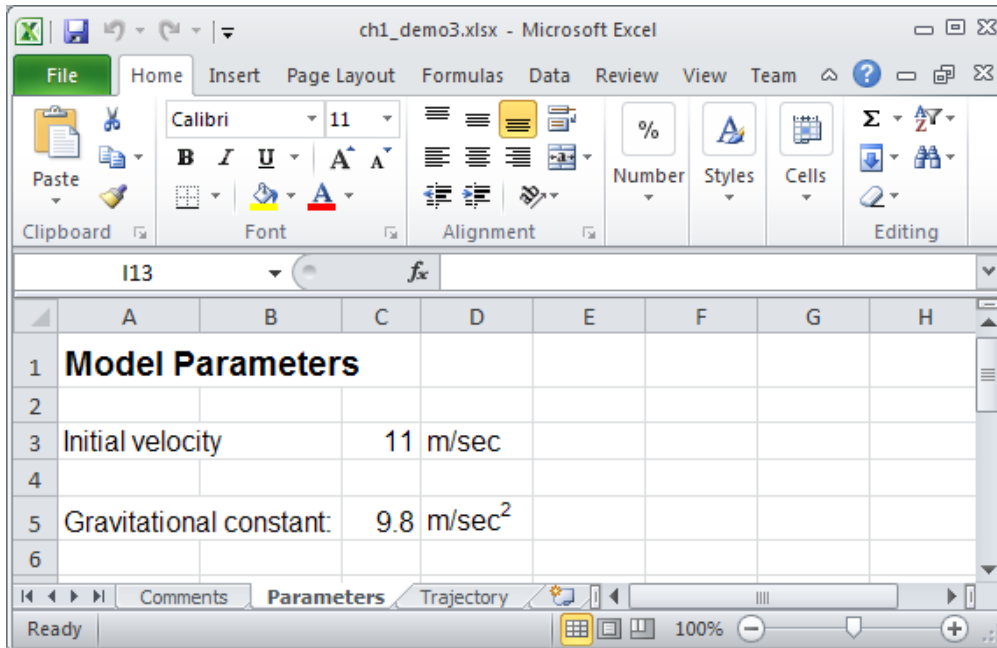 ch1_demo3.xlsx - Microsoft Excel
File Home Insert Page Layout Formulas Data Review View Team
Calibri 11
B I U A A
A
Paste
% Number Styles Cells
Σ
Clipboard Font Alignment Editing
I13 fx
A B C D E F G H
1 Model Parameters
2
3 Initial velocity 11 m/sec
4
5 Gravitational constant: 9.8 m/sec²
6
Comments Parameters Trajectory
Ready 100%